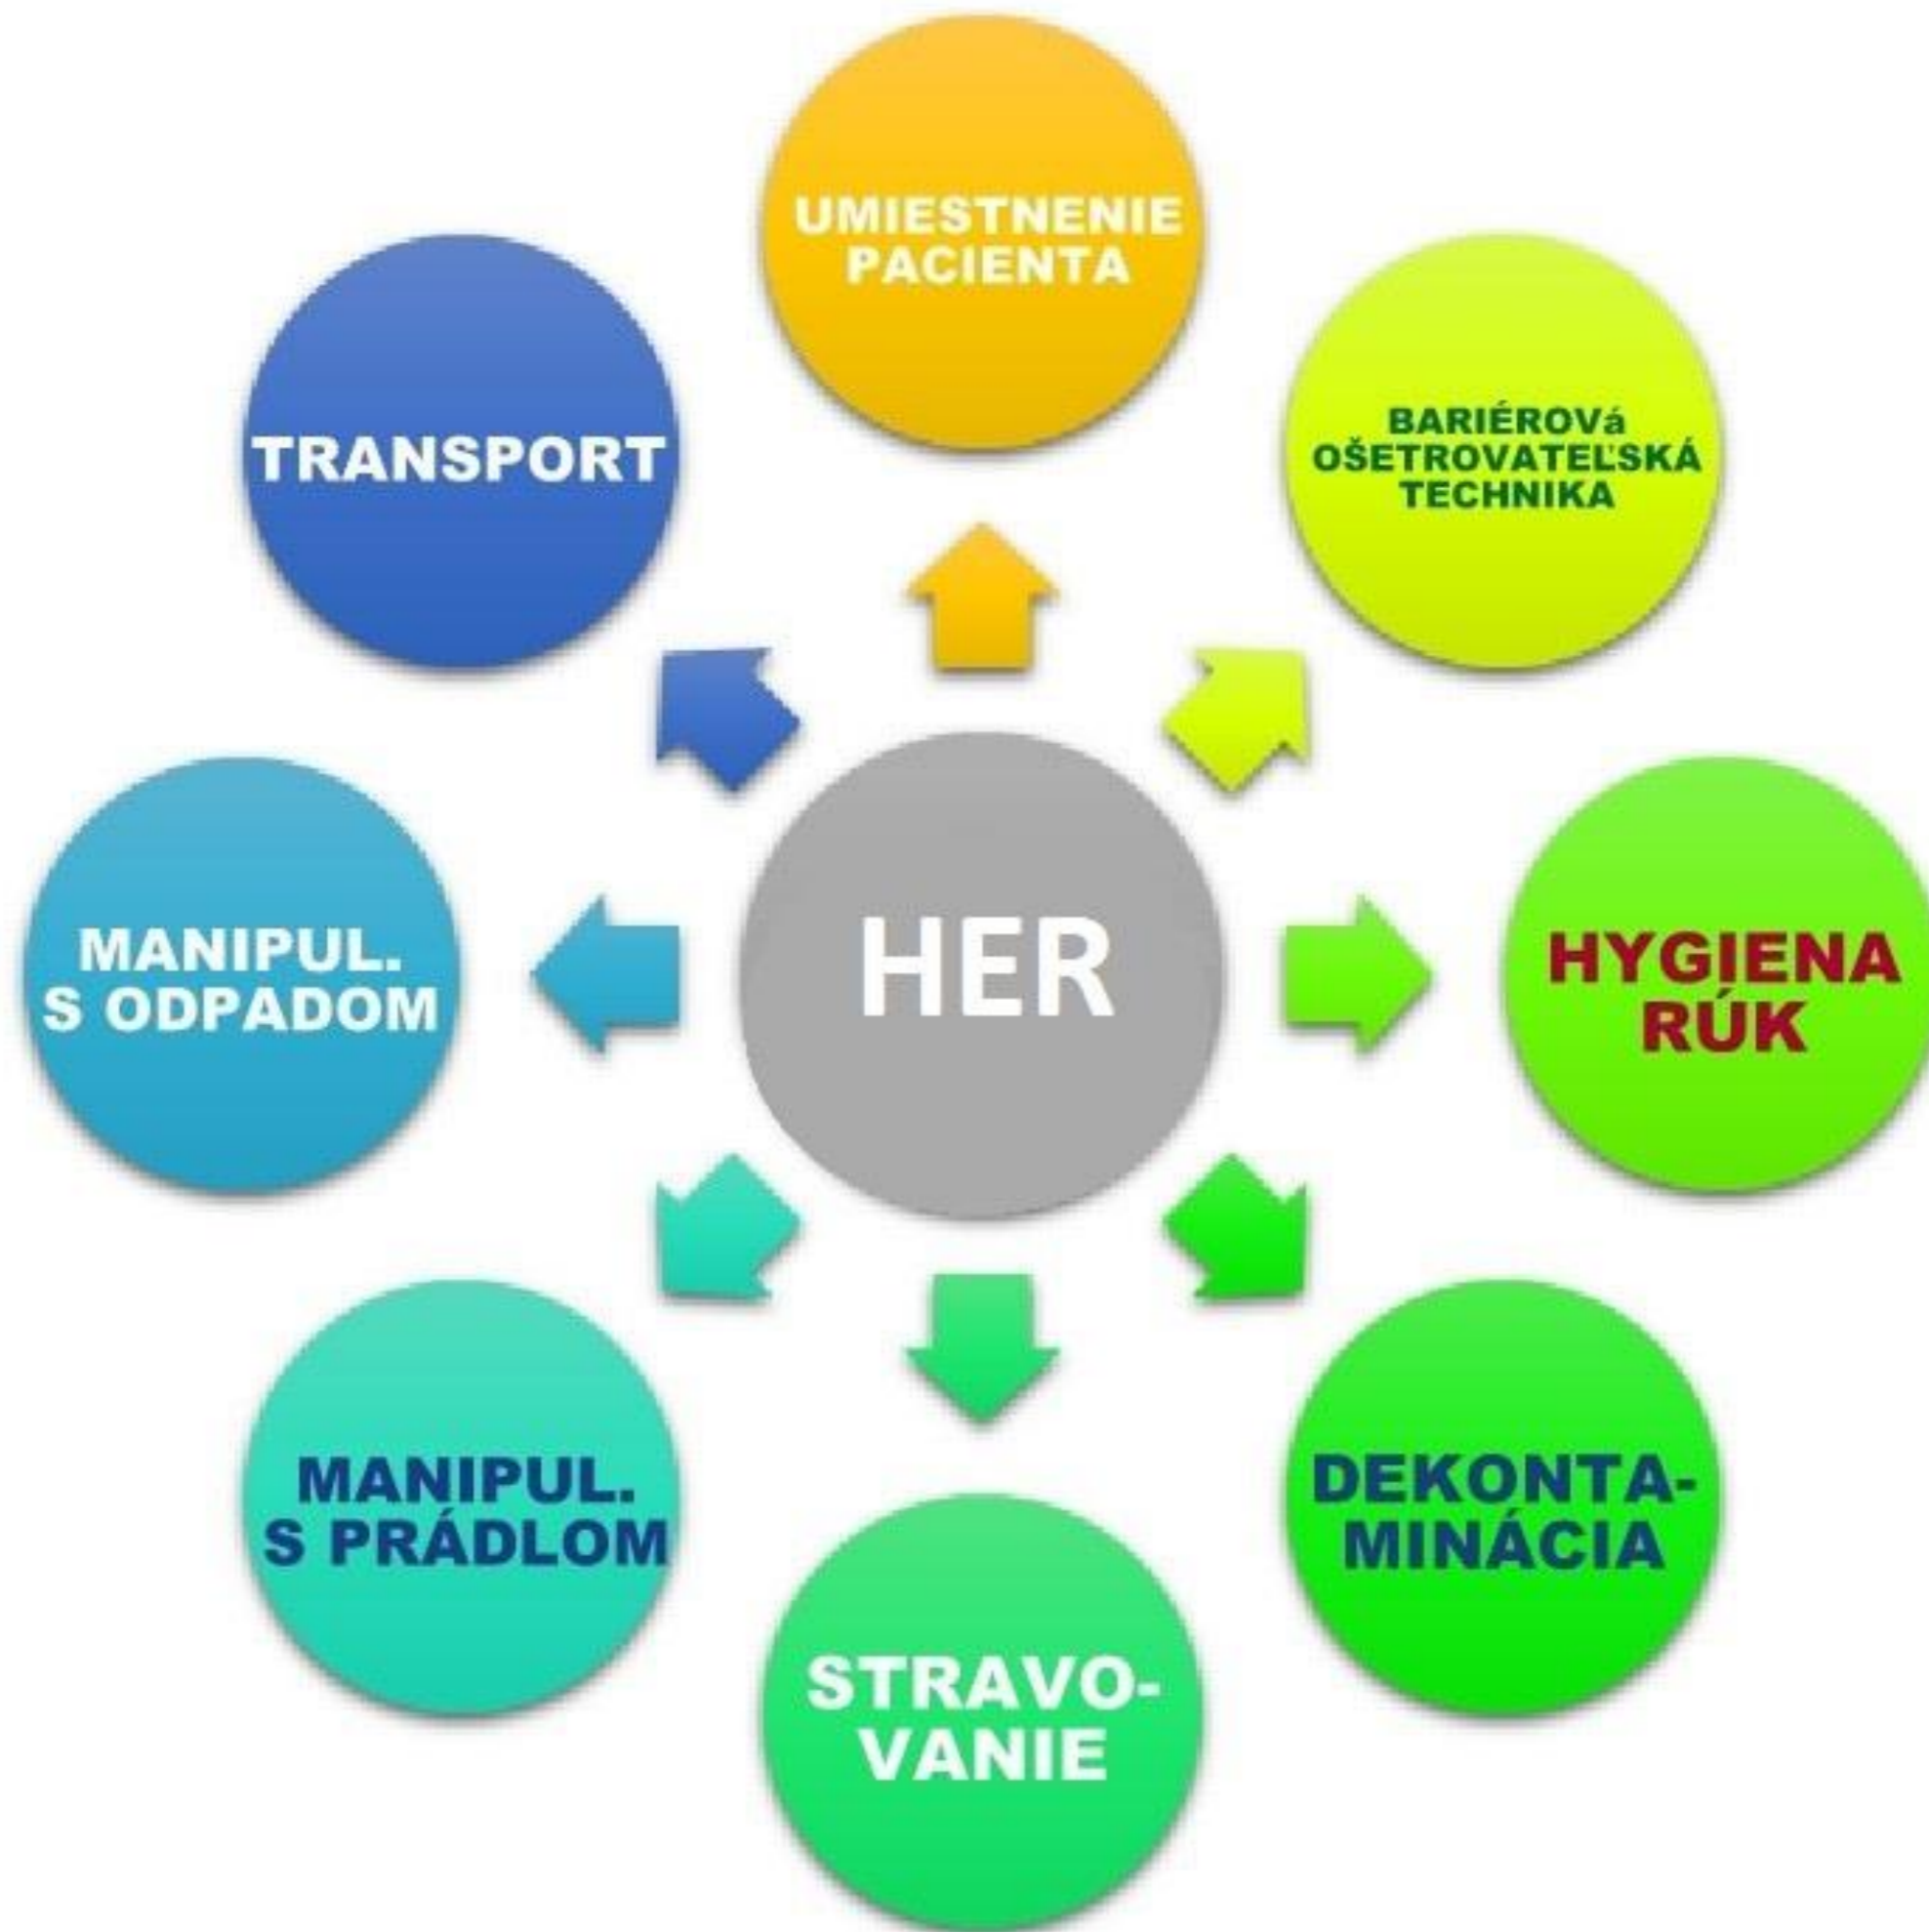 UMIESTNENIE
PACIENTA
BARIÉROVá
OŠETROVATEĽSKÁ
TECHNIKA
HYGIENA
RÚK
DEKONTA-
MINÁCIA
STRAVO-
VANIE
MANIPUL.
S PRÁDLOM
MANIPUL.
S ODPADOM
TRANSPORT
HER